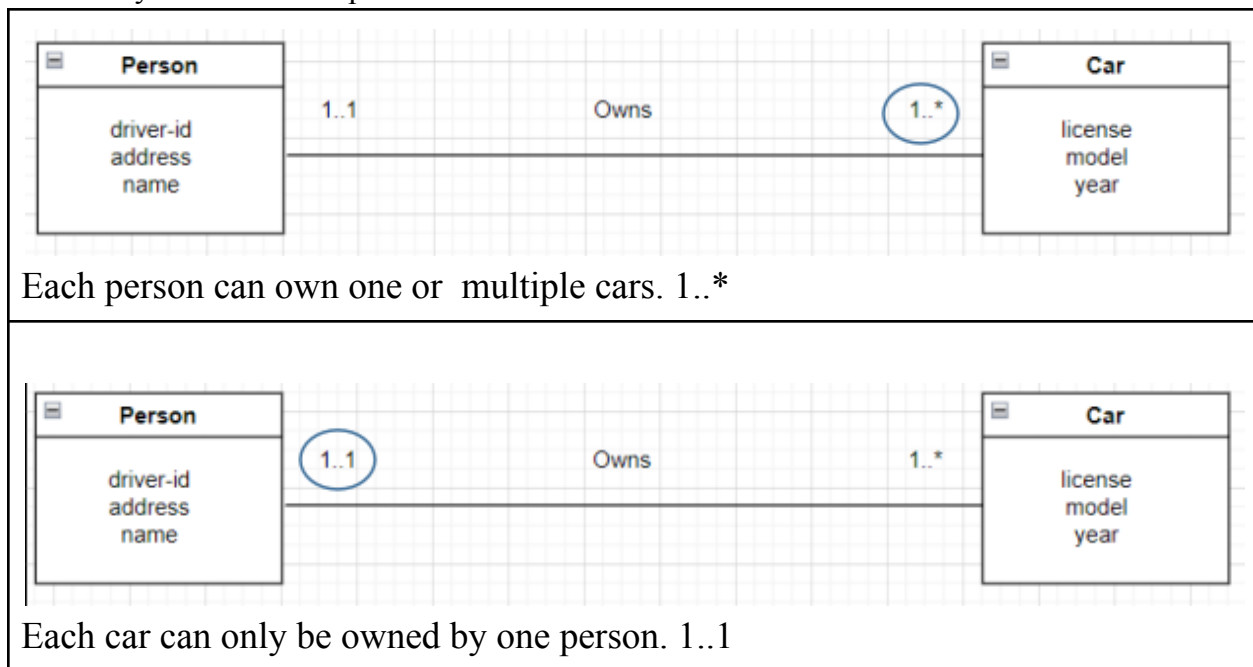 Person
driver-id
address
name
1..1
Owns
1..*
Car
license
model
year
Each person can own one or  multiple cars. 1..*
Person
driver-id
address
name
1..1
Owns
1..*
Car
license
model
year
Each car can only be owned by one person. 1..1